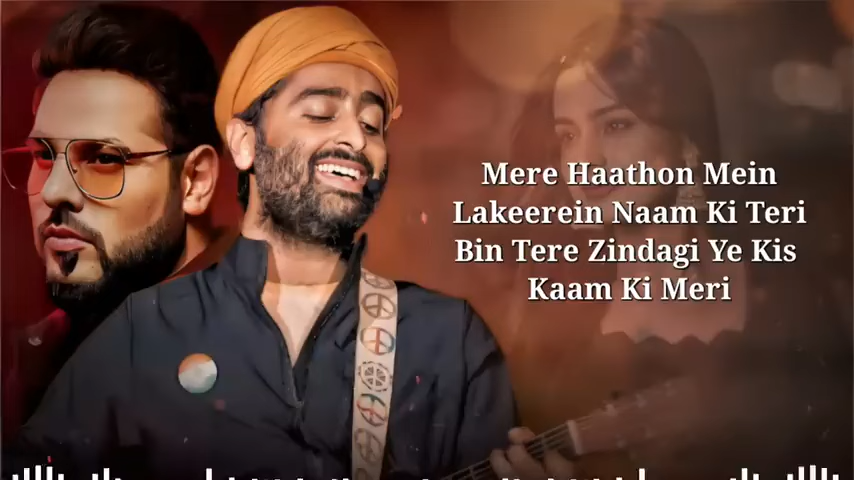 Mere Haathon Mein
Lakeerein Naam Ki Teri
Bin Tere Zindagi Ye Kis
Kaam Ki Meri